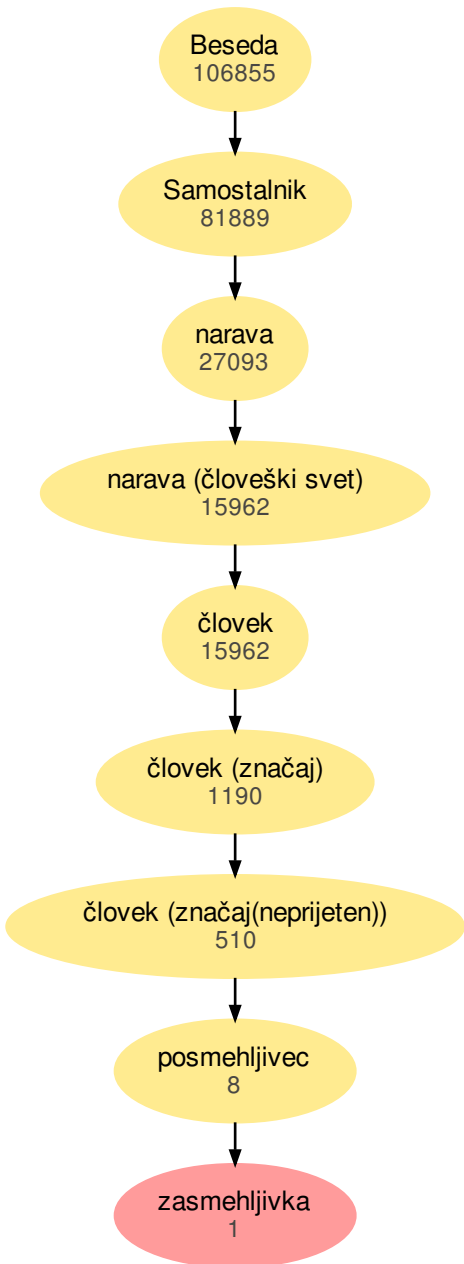 Beseda
106855
Samostalnik
81889
narava
27093
narava (človeški svet)
15962
človek
15962
človek (značaj)
1190
človek (značaj(neprijeten))
510
posmehljivec
8
zasmehljivka
1